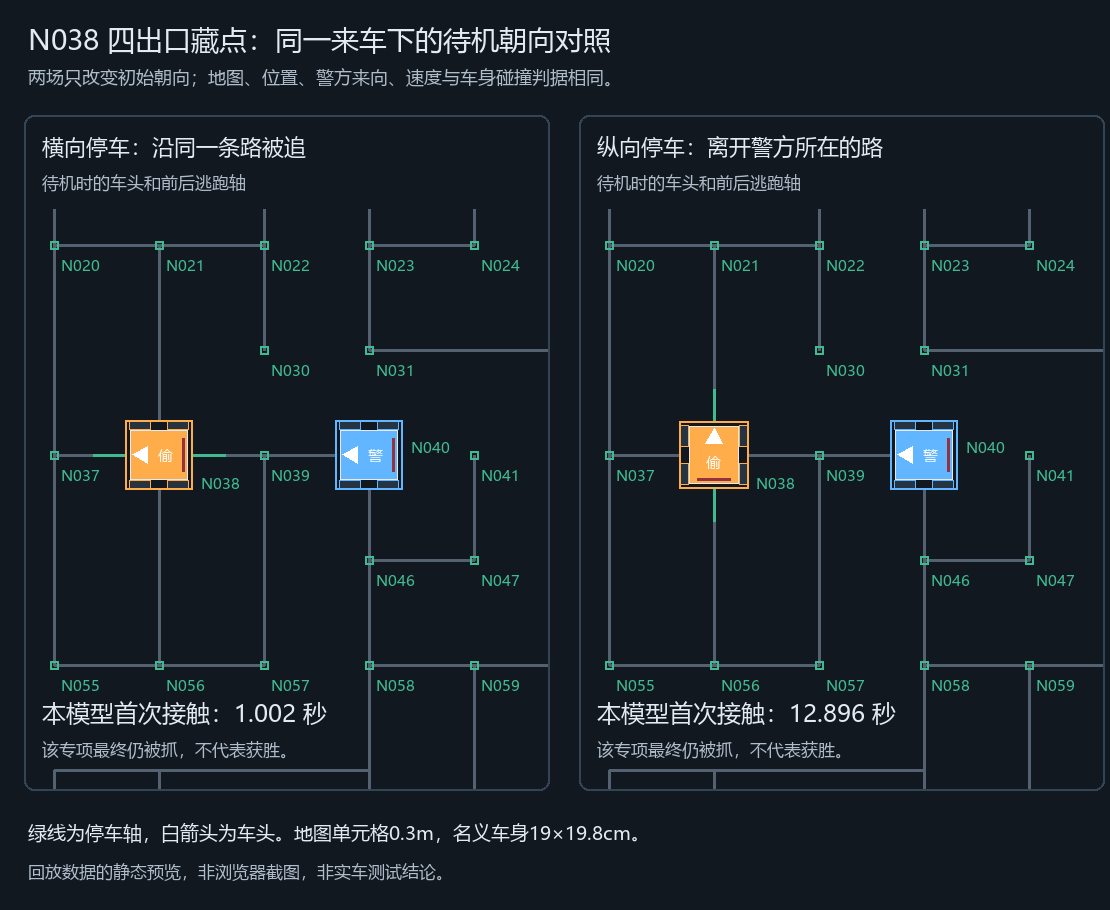 N038 四出口藏点：同一来车下的待机朝向对照
两场只改变初始朝向；地图、位置、警方来向、速度与车身碰撞判据相同。
横向停车：沿同一条路被追
待机时的车头和前后逃跑轴
N020 N021 N022 N023 N024
N030 N031
偷 警 N040
N037 N038 N039 N041
N046 N047
N055 N056 N057 N058 N059
本模型首次接触：1.002 秒
该专项最终仍被抓，不代表获胜。
纵向停车：离开警方所在的路
待机时的车头和前后逃跑轴
N020 N021 N022 N023 N024
N030 N031
偷 警 N040
N037 N038 N039 N041
N046 N047
N055 N056 N057 N058 N059
本模型首次接触：12.896 秒
该专项最终仍被抓，不代表获胜。
绿线为停车轴，白箭头为车头。地图单元格0.3m，名义车身19×19.8cm。
回放数据的静态预览，非浏览器截图，非实车测试结论。